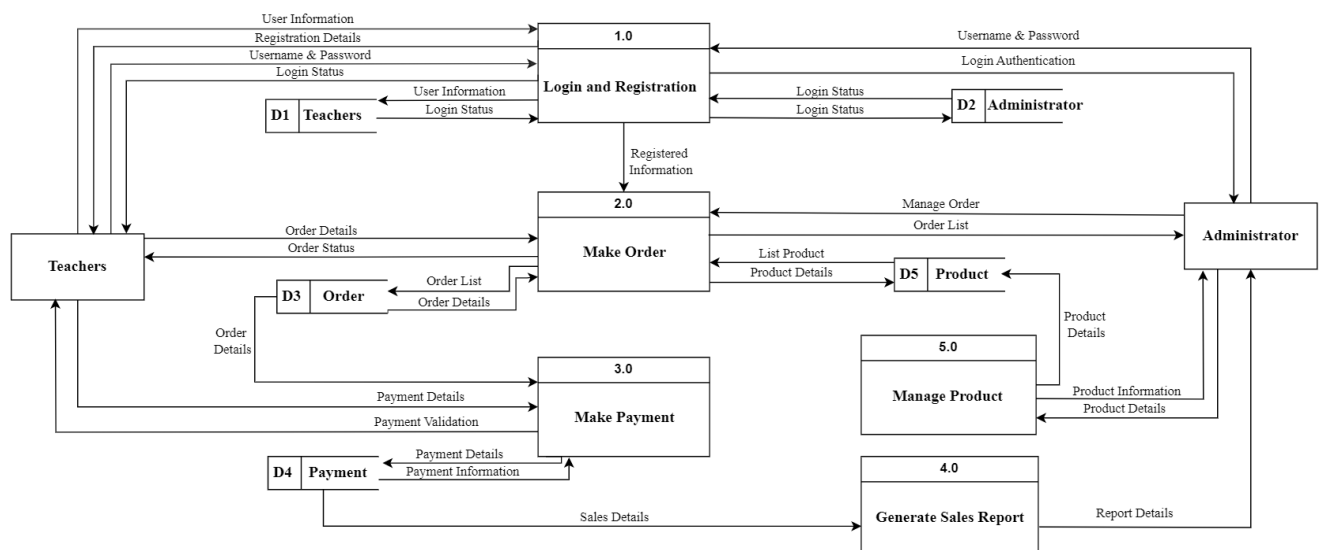 User Information
Registration Details
Username & Password
Login Status
User Information
Login Status
D1 Teachers
1.0
Login and Registration
Username & Password
Login Authentication
Login Status
Login Status
D2 Administrator
Registered
Information
2.0
Make Order
Manage Order
Order List
Administrator
Teachers
Order Details
Order Status
Order List
Order Details
D3 Order
List Product
Product Details
D5 Product
Order
Details
Product
Details
3.0
Make Payment
Payment Details
Payment Validation
5.0
Manage Product
Product Information
Product Details
D4 Payment
Payment Details
Payment Information
Sales Details
4.0
Generate Sales Report
Report Details